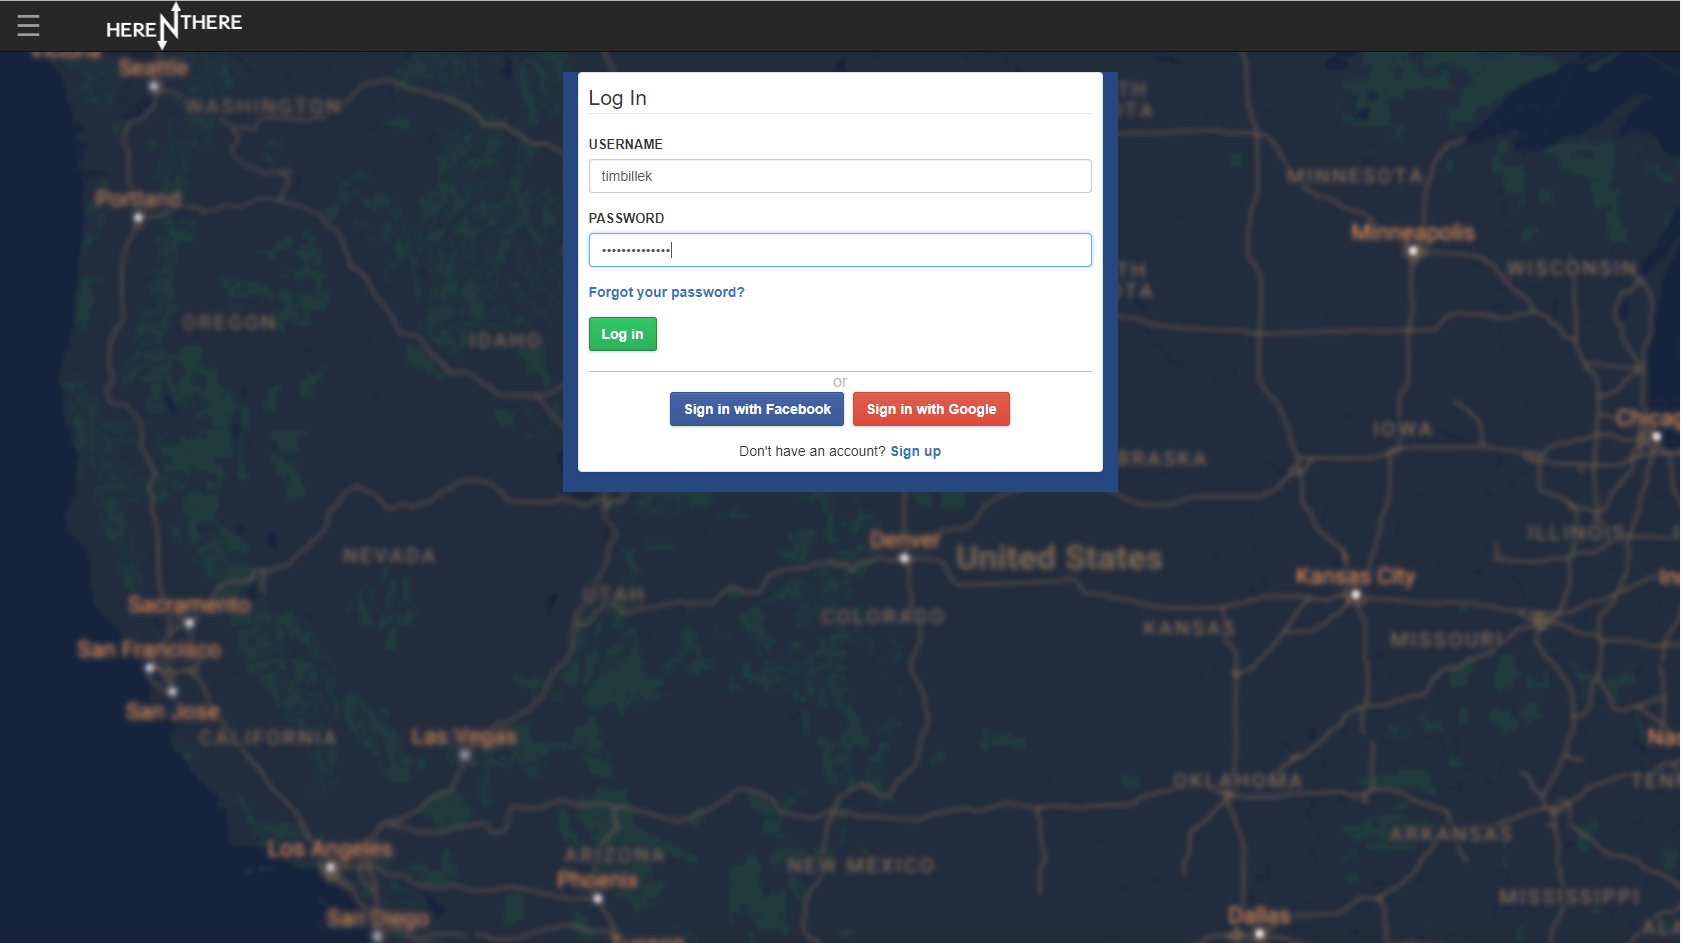 ☰
HERE N THERE
Log In
USERNAME
timbillek
PASSWORD
••••••••••••••
Forgot your password?
Log in
or
Sign in with Facebook
Sign in with Google
Don't have an account? Sign up
Seattle
WASHINGTON
Portland
MINNESOTA
Minneapolis
WISCONSIN
OREGON
IDAHO
IOWA
NEVADA
Denver
United States
ILLINOIS
Kansas City
UTAH
Sacramento
COLORADO
KANSAS
MISSOURI
San Francisco
San Jose
CALIFORNIA
Las Vegas
OKLAHOMA
ARKANSAS
Los Angeles
ARIZONA
NEW MEXICO
Phoenix
MISSISSIPPI
San Diego
Dallas